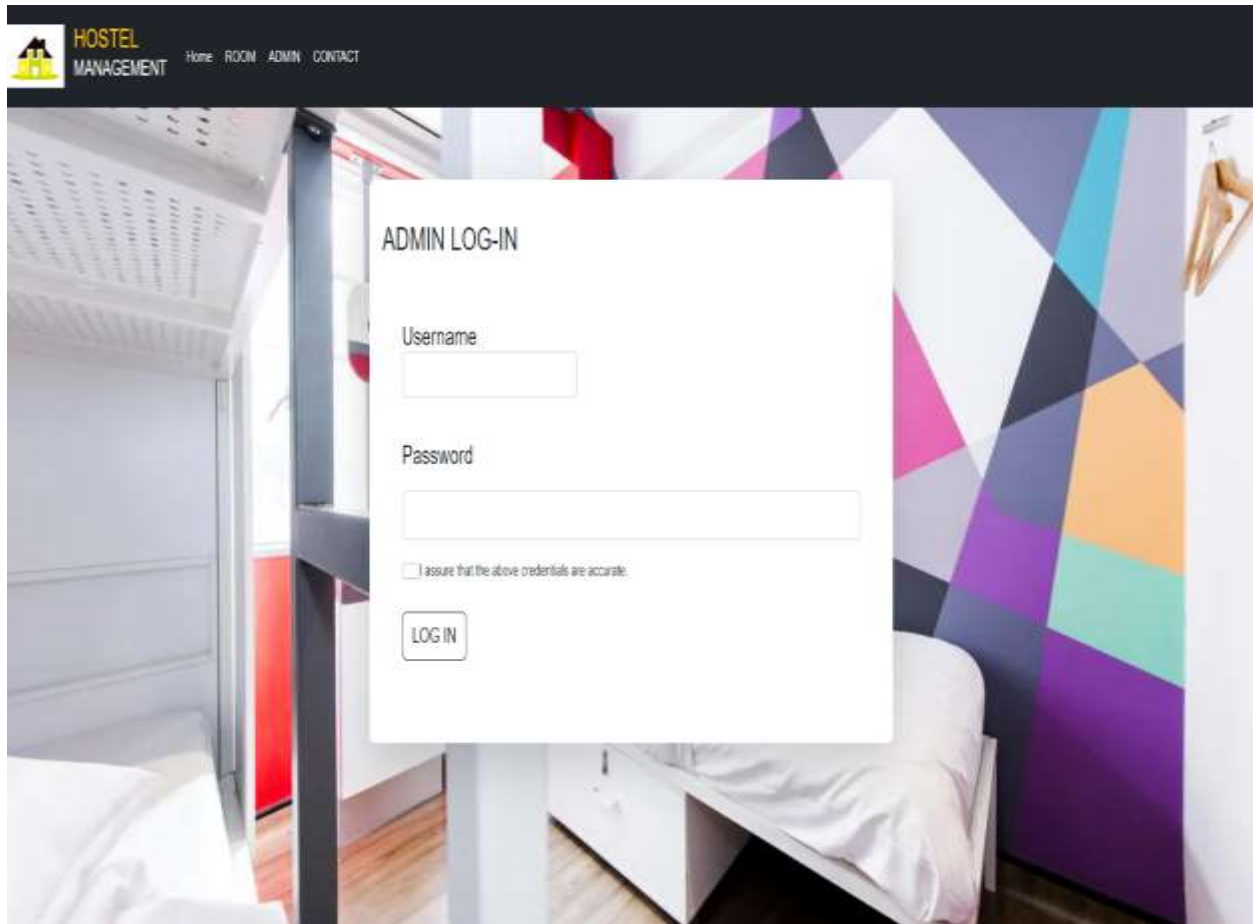 HOSTEL
MANAGEMENT
Home ROOM ADMIN CONTACT
ADMIN LOG-IN
Username
Password
I assure that the above credentials are accurate.
LOG IN